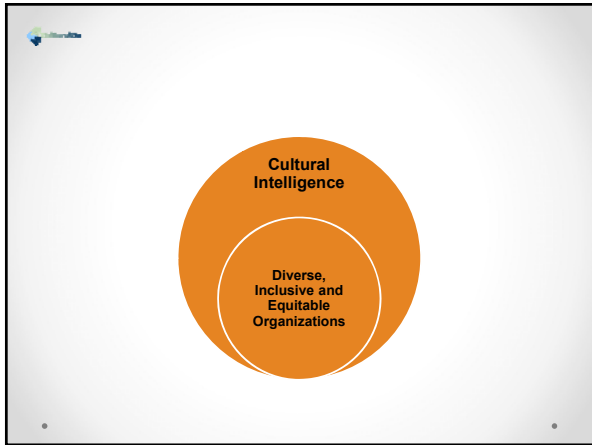 Cultural
Intelligence
Diverse,
Inclusive and
Equitable
Organizations